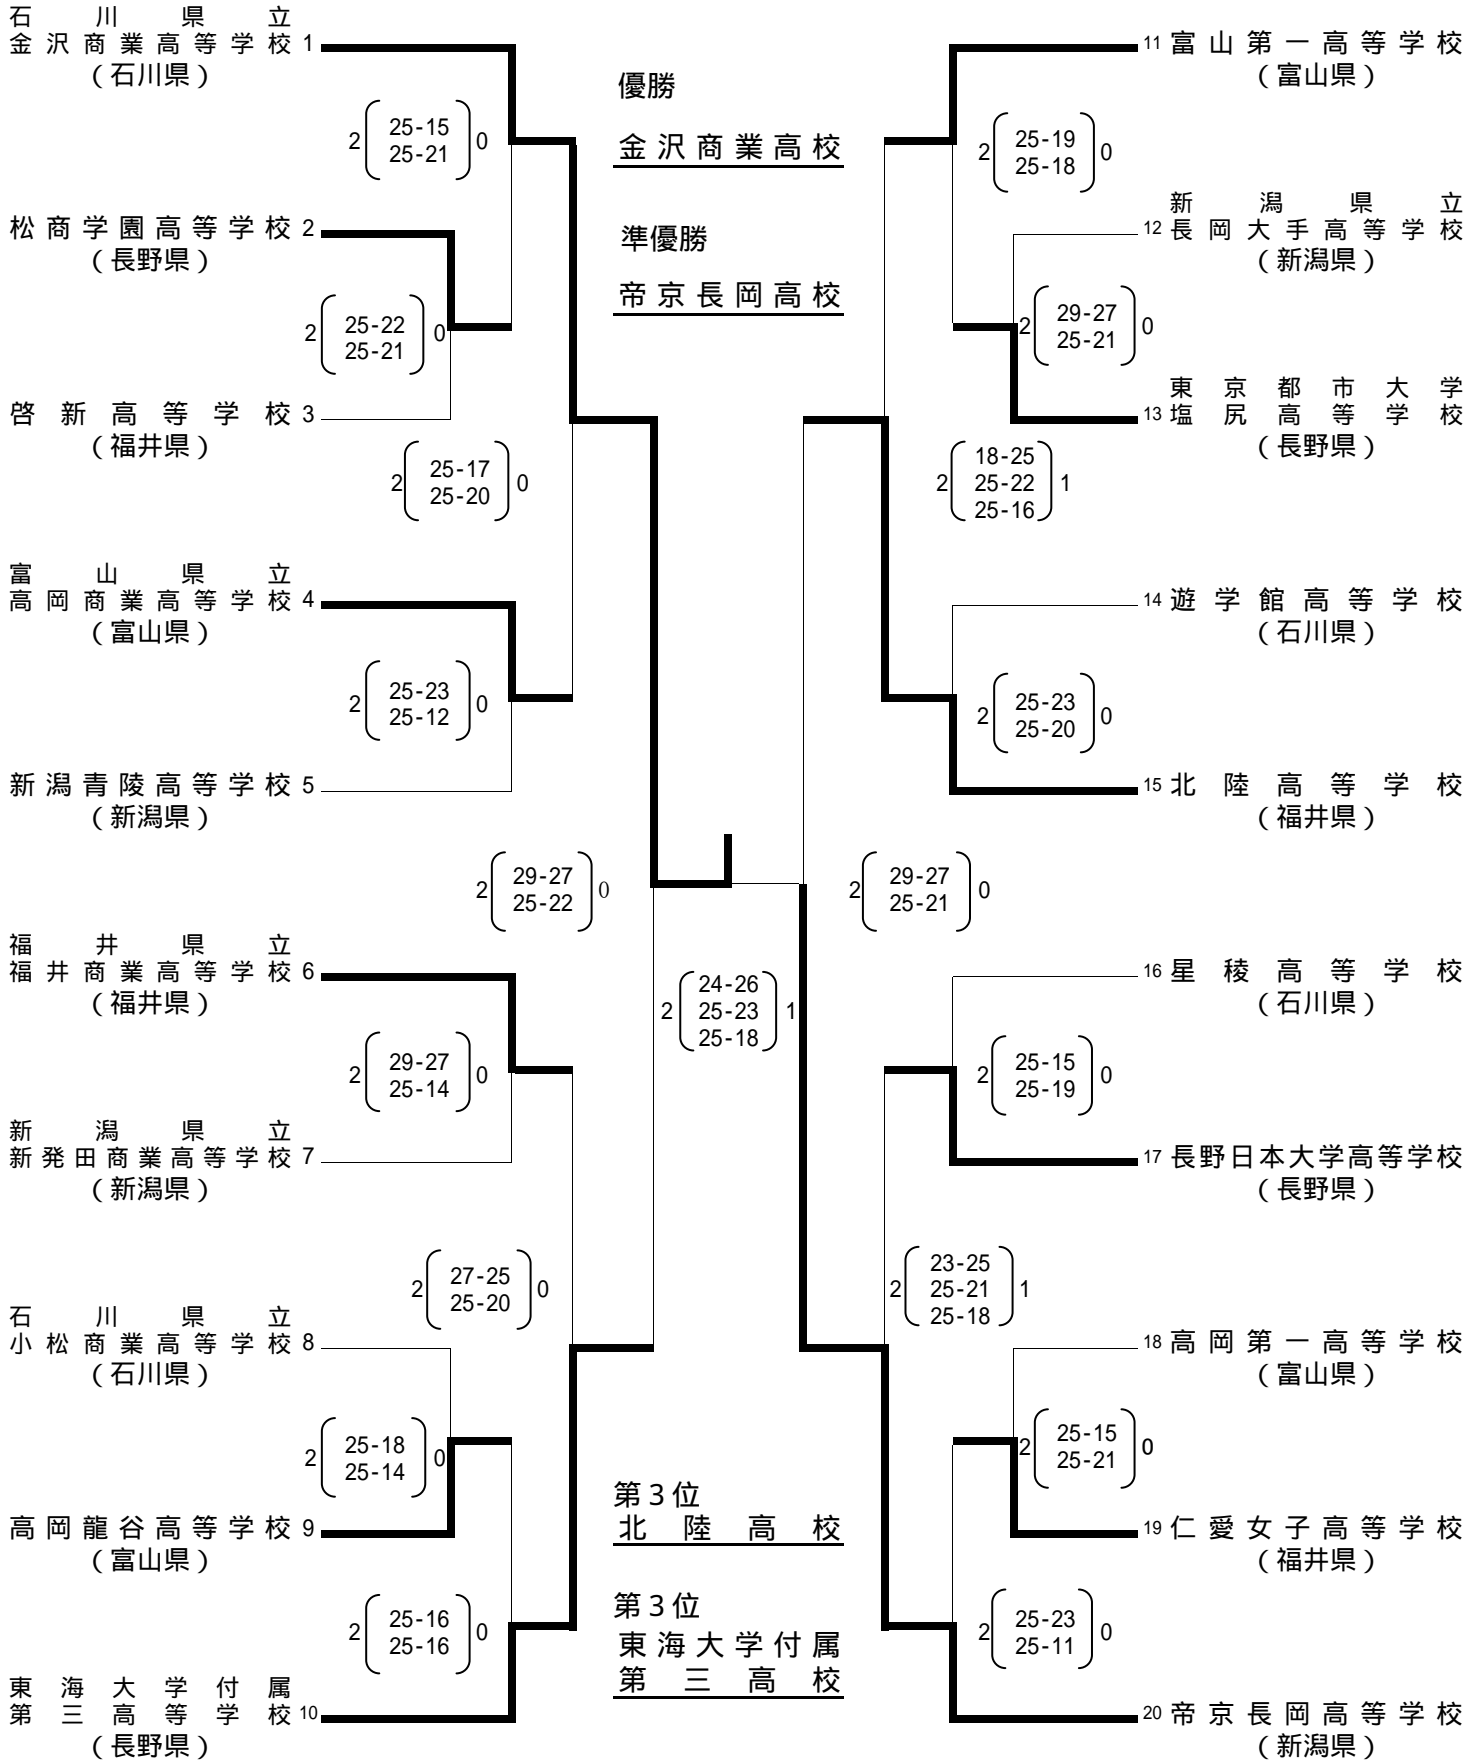 石川県立
金沢商業高等学校 1
（石川県）
2 25-15 0
25-21
松商学園高等学校 2
（長野県）
2 25-22 0
25-21
啓新高等学校 3
（福井県）
2 25-17 0
25-20
富山県立
高岡商業高等学校 4
（富山県）
2 25-23 0
25-12
新潟青陵高等学校 5
（新潟県）
2 29-27 0
25-22
福井県立
福井商業高等学校 6
（福井県）
2 29-27 0
25-14
新潟県立
新発田商業高等学校 7
（新潟県）
2 27-25 0
25-20
石川県立
小松商業高等学校 8
（石川県）
2 25-18 0
25-14
高岡龍谷高等学校 9
（富山県）
2 25-16 0
25-16
東海大学付属
第三高等学校 10
（長野県）
優勝
金沢商業高校
準優勝
帝京長岡高校
24-26
2 25-23 1
25-18
第３位
北陸高校
第３位
東海大学付属
第三高校
11 富山第一高等学校
（富山県）
2 25-19 0
25-18
新潟県立
12 長岡大手高等学校
（新潟県）
2 29-27 0
25-21
東京都市大学
13 塩尻高等学校
（長野県）
18-25
2 25-22 1
25-16
14 遊学館高等学校
（石川県）
2 25-23 0
25-20
15 北陸高等学校
（福井県）
2 29-27 0
25-21
16 星稜高等学校
（石川県）
2 25-15 0
25-19
17 長野日本大学高等学校
（長野県）
23-25
2 25-21 1
25-18
18 高岡第一高等学校
（富山県）
2 25-15 0
25-21
19 仁愛女子高等学校
（福井県）
2 25-23 0
25-11
20 帝京長岡高等学校
（新潟県）